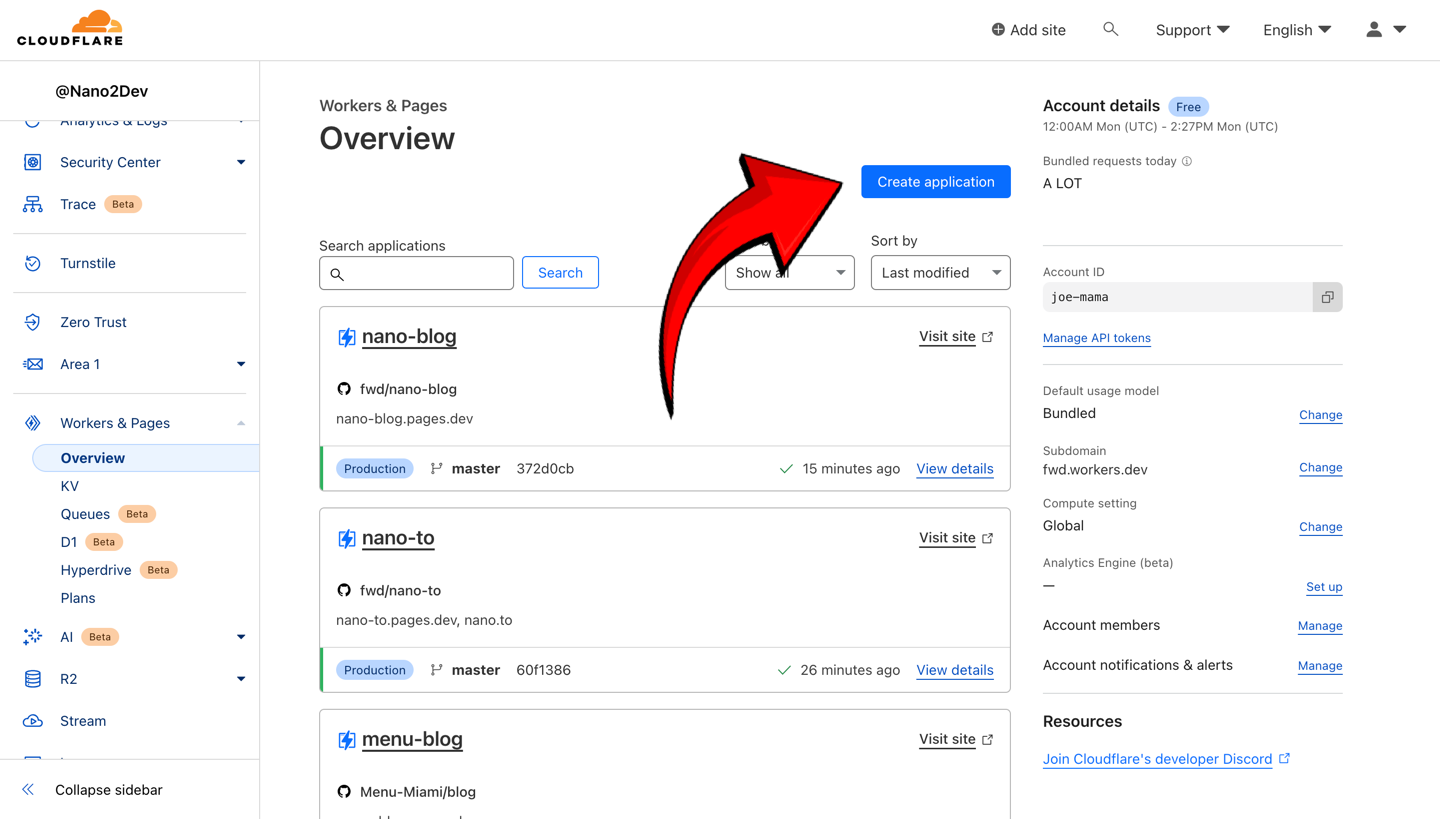 CLOUDFLARE
Add site
Support
English
@Nano2Dev
Analytics & Logs
Security Center
Trace Beta
Turnstile
Zero Trust
Area 1
Workers & Pages
Overview
KV
Queues Beta
D1 Beta
Hyperdrive Beta
Plans
AI Beta
R2
Stream
Collapse sidebar
Workers & Pages
Overview
Create application
Search applications
Search
Show all
Sort by
Last modified
nano-blog
Visit site
fwd/nano-blog
nano-blog.pages.dev
Production master 372d0cb 15 minutes ago View details
nano-to
Visit site
fwd/nano-to
nano-to.pages.dev, nano.to
Production master 60f1386 26 minutes ago View details
menu-blog
Visit site
Menu-Miami/blog
Account details Free
12:00AM Mon (UTC) - 2:27PM Mon (UTC)
Bundled requests today
A LOT
Account ID
joe-mama
Manage API tokens
Default usage model
Bundled Change
Subdomain
fwd.workers.dev Change
Compute setting
Global Change
Analytics Engine (beta)
— Set up
Account members Manage
Account notifications & alerts Manage
Resources
Join Cloudflare's developer Discord